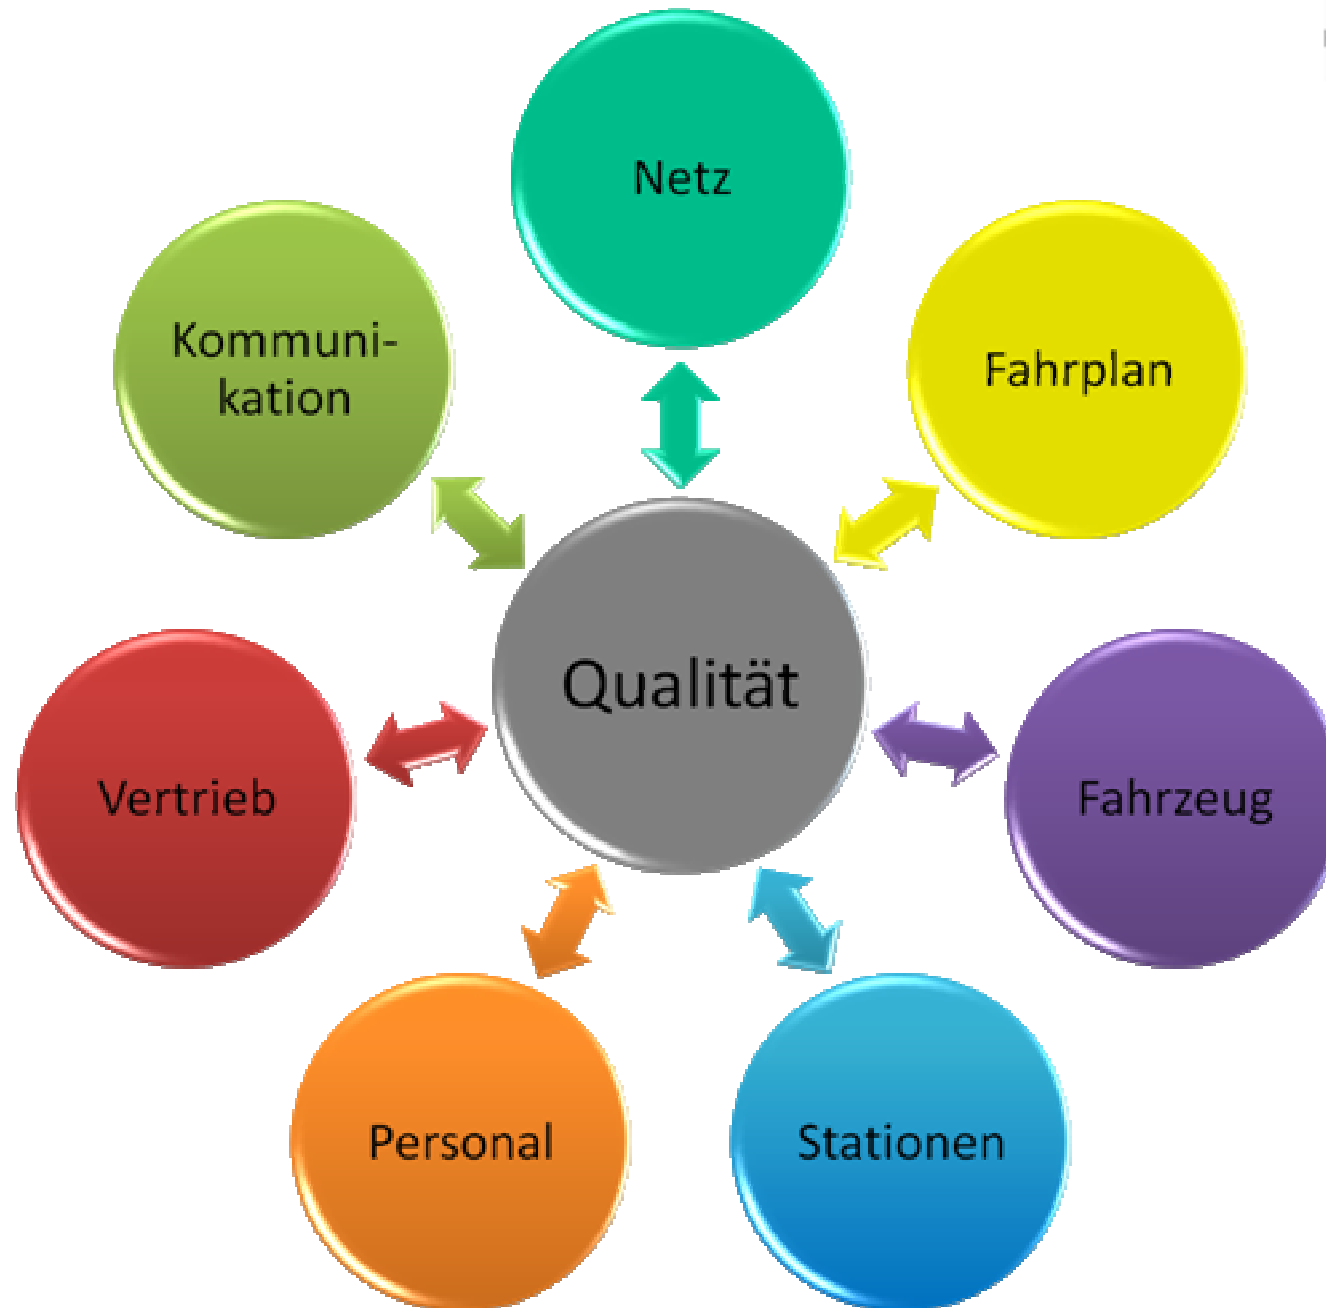 Netz
Fahrplan
Fahrzeug
Stationen
Personal
Vertrieb
Kommuni-
kation
Qualität